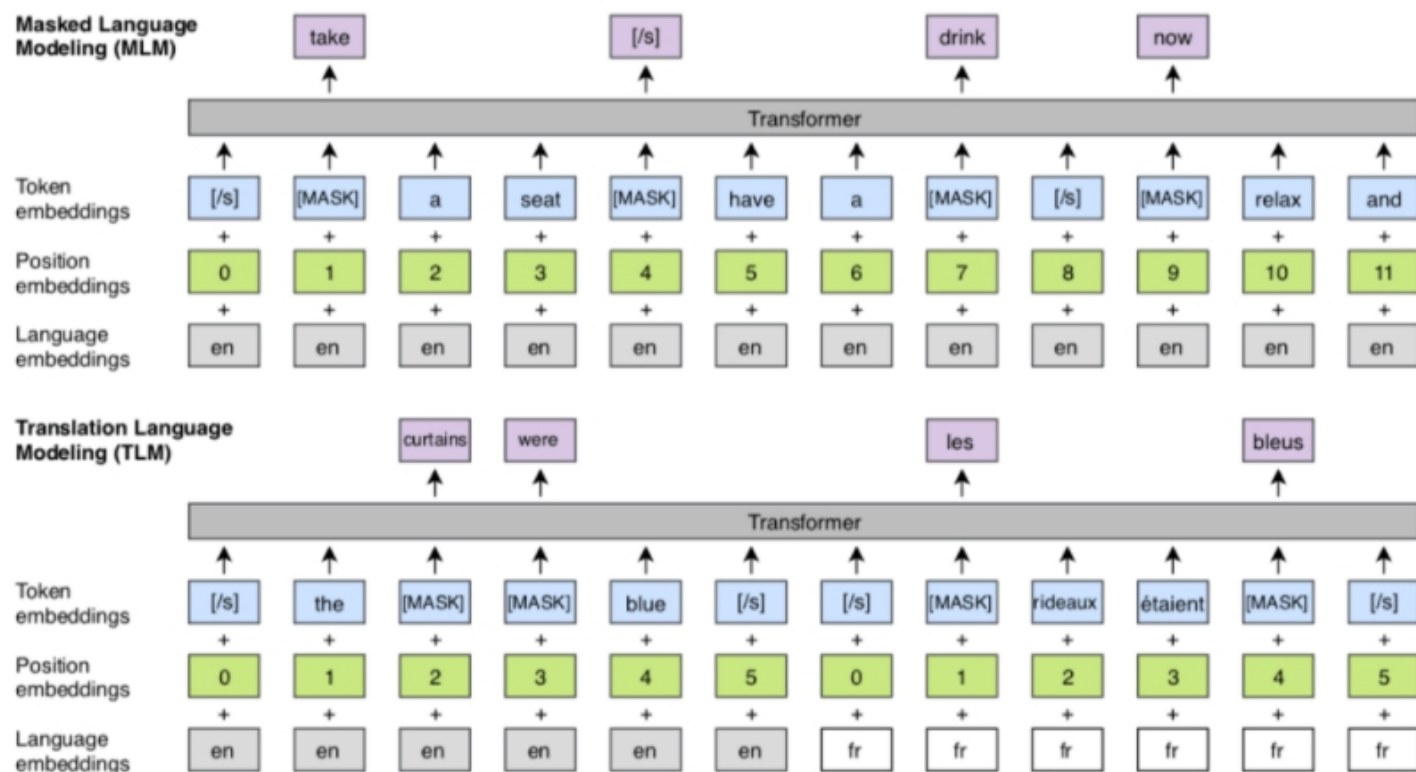 Masked Language
Modeling (MLM)
take [/s] drink now
Transformer
Token
embeddings
[/s] [MASK] a seat [MASK] have a [MASK] [/s] [MASK] relax and
+ + + + + + + + + + + +
Position
embeddings
0 1 2 3 4 5 6 7 8 9 10 11
+ + + + + + + + + + + +
Language
embeddings
en en en en en en en en en en en en
Translation Language
Modeling (TLM)
curtains were les bleus
Transformer
Token
embeddings
[/s] the [MASK] [MASK] blue [/s] [/s] [MASK] rideaux étaient [MASK] [/s]
+ + + + + + + + + + + +
Position
embeddings
0 1 2 3 4 5 0 1 2 3 4 5
+ + + + + + + + + + + +
Language
embeddings
en en en en en en fr fr fr fr fr fr